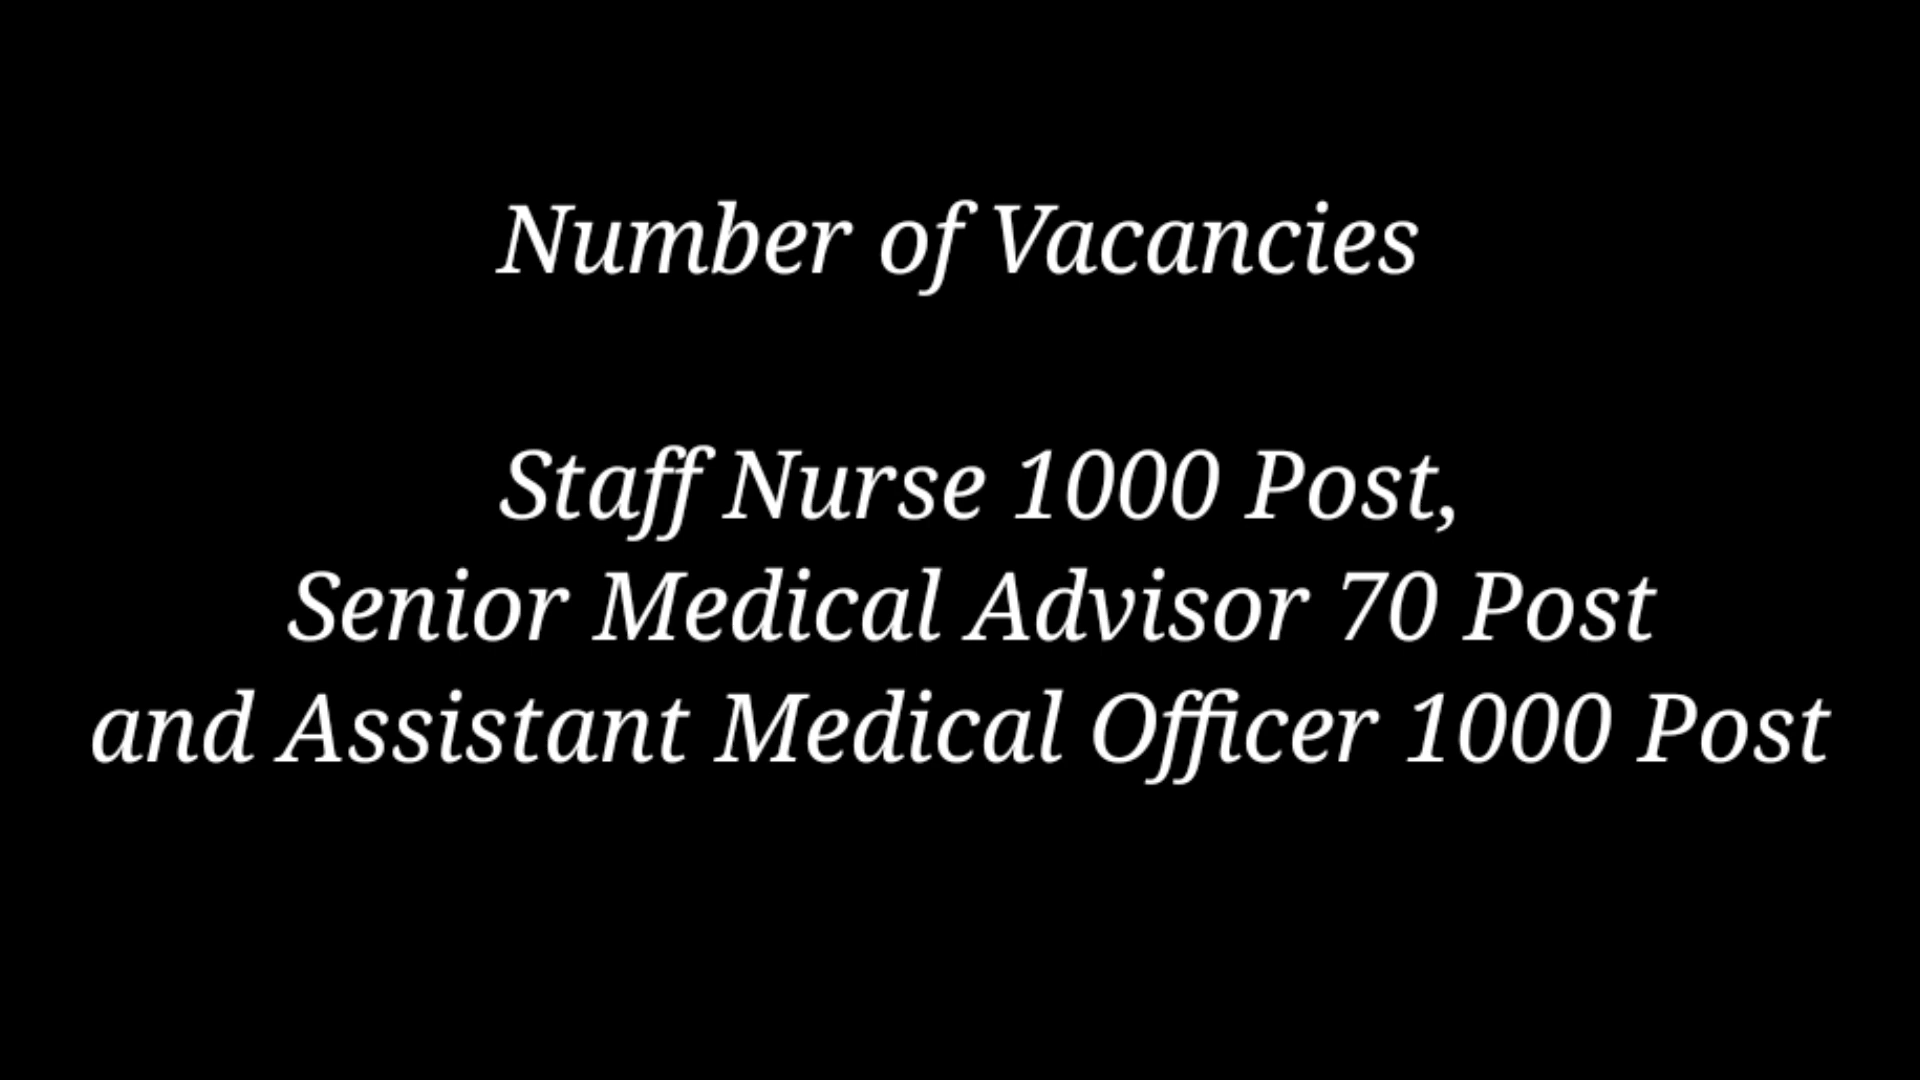 Number of Vacancies
Staff Nurse 1000 Post,
Senior Medical Advisor 70 Post
and Assistant Medical Officer 1000 Post